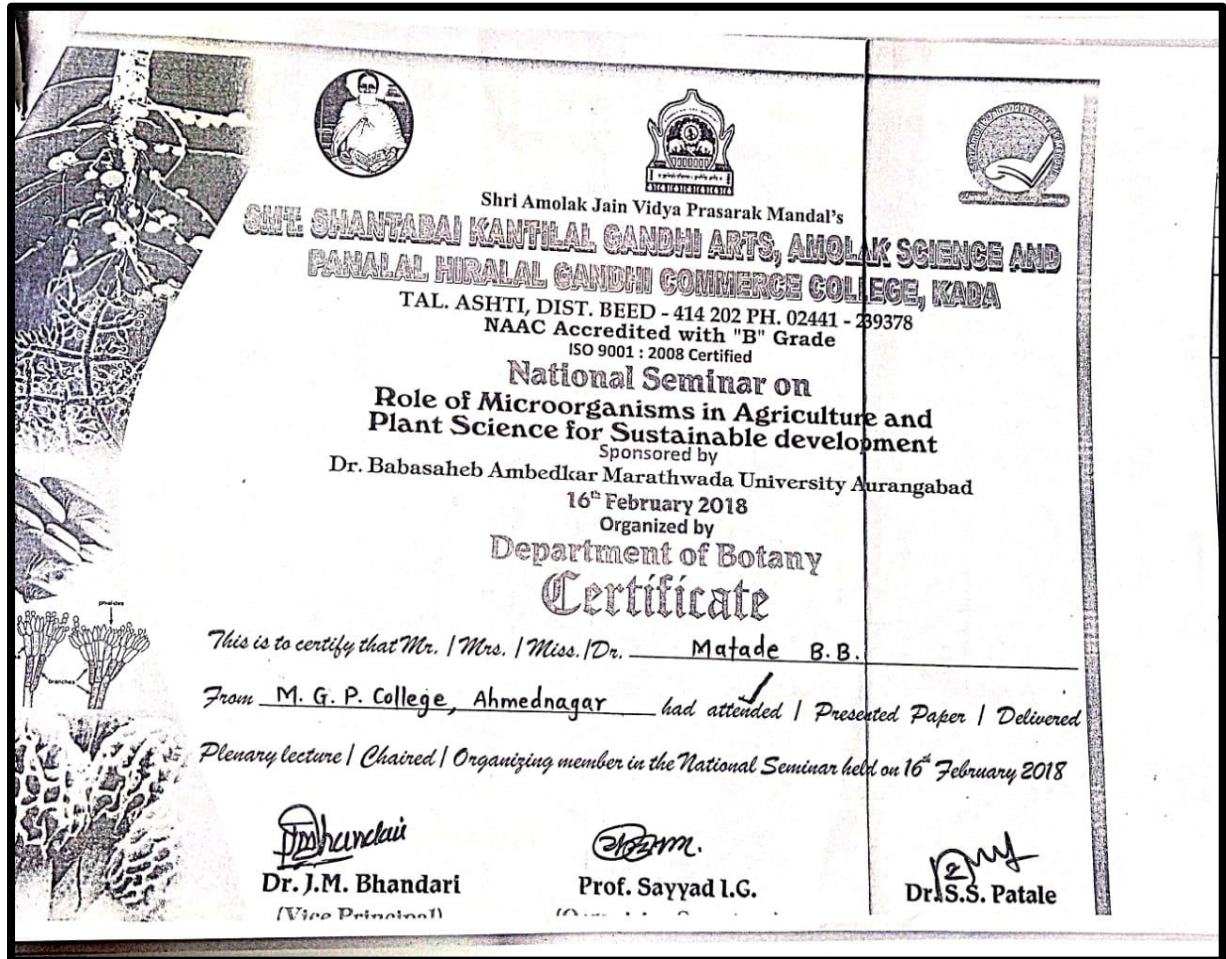 Shri Amolak Jain Vidya Prasarak Mandal's
SMT. SHANTABAI KANTILAL GANDHI ARTS, AMOLAK SCIENCE AND
PANALAL HIRALAL GANDHI COMMERCE COLLEGE, KADA
TAL. ASHTI, DIST. BEED - 414 202 PH. 02441 - 239378
NAAC Accredited with "B" Grade
ISO 9001 : 2008 Certified
National Seminar on
Role of Microorganisms in Agriculture and
Plant Science for Sustainable development
Sponsored by
Dr. Babasaheb Ambedkar Marathwada University Aurangabad
16th February 2018
Organized by
Department of Botany
Certificate
This is to certify that Mr. / Mrs. / Miss. / Dr. Matade B.B.
From M. G. P. College, Ahmednagar had attended / Presented Paper / Delivered
Plenary lecture / Chaired / Organizing member in the National Seminar held on 16th February 2018
Dr. J.M. Bhandari Prof. Sayyad I.G. Dr. S.S. Patale
(Vice Principal)
phialides
branches